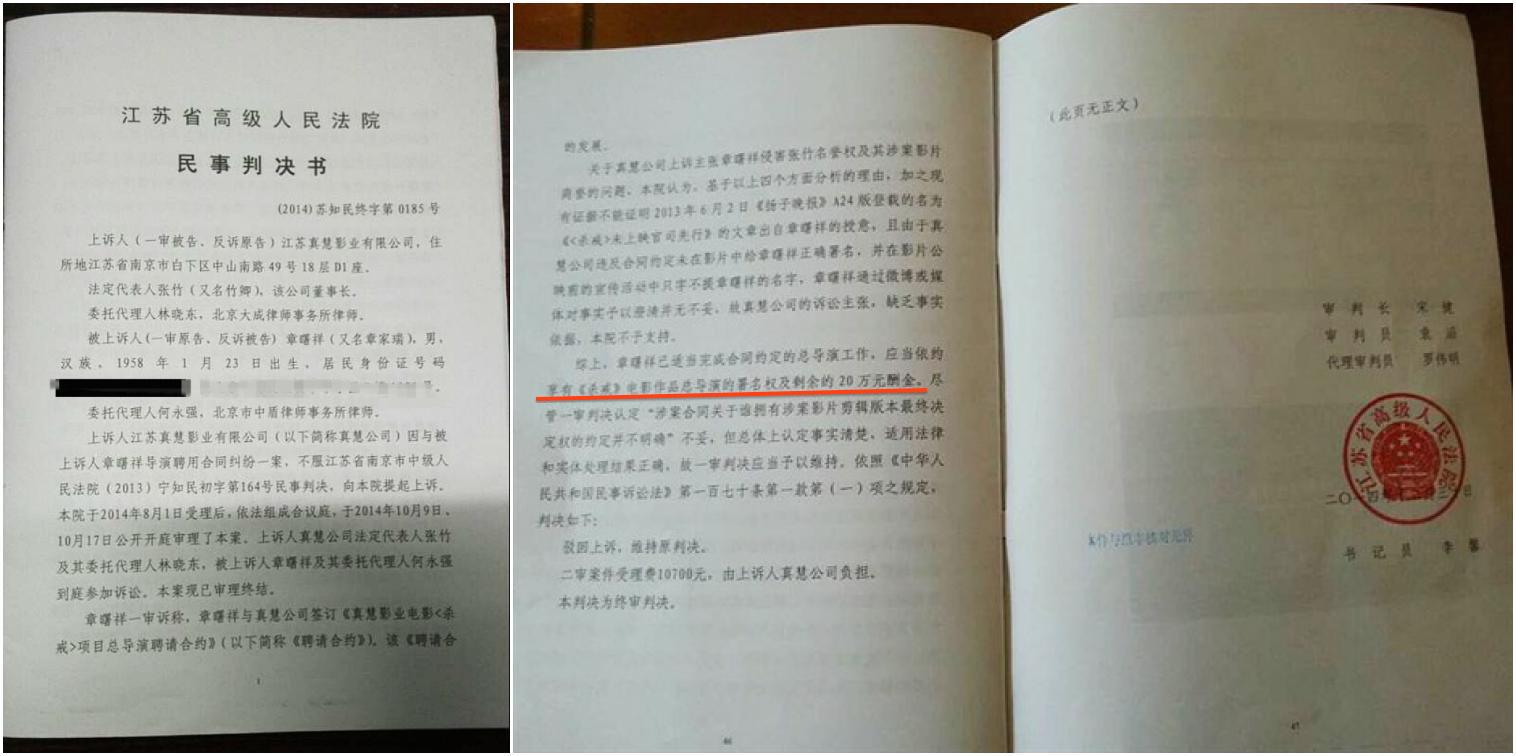 江苏省高级人民法院
民事判决书
(2014)苏知民终字第0185号
上诉人（一审被告、反诉原告）江苏真慧影业有限公司，住
所地江苏省南京市白下区中山南路49号18层D1座。
法定代表人张竹（又名竹卿），该公司董事长。
委托代理人林晓东，北京大成律师事务所律师。
被上诉人(一审原告、反诉被告）章曙祥（又名章家瑞），男，
汉族，1958年1月23日出生，居民身份证号码
委托代理人何永强，北京市中盾律师事务所律师。
上诉人江苏真慧影业有限公司（以下简称真慧公司）因与被
上诉人章曙祥导演聘用合同纠纷一案，不服江苏省南京市中级人
民法院（2013）宁知民初字第164号民事判决，向本院提起上诉。
本院于2014年8月1日受理后，依法组成合议庭，于2014年10月9日、
10月17日公开开庭审理了本案。上诉人真慧公司法定代表人张竹
及其委托代理人林晓东，被上诉人章曙祥及其委托代理人何永强
到庭参加诉讼。本案现已审理终结。
章曙祥一审诉称，章曙祥与真慧公司签订《真慧影业电影<杀
戒>项目总导演聘请合约》（以下简称《聘请合约》)。该《聘请合
1
的发展。
关于真慧公司上诉主张章曙祥侵害张竹名誉权及其涉案影片
商誉的问题，本院认为，基于以上四个方面分析的理由，加之现
有证据不能证明2013年6月2日《扬子晚报》A24版登载的名为
《<杀戒>未上映官司先行》的文章出自章曙祥的授意，且由于真
慧公司违反合同约定未在影片中给章曙祥正确署名，并在影片公
映前的宣传活动中只字不提章曙祥的名字，章曙祥通过微博或媒
体对事实予以澄清并无不妥，故真慧公司的诉讼主张，缺乏事实
依据，本院不予支持。
综上，章曙祥已适当完成合同约定的总导演工作，应当依约
享有《杀戒》电影作品总导演的署名权及剩余的20万元酬金。尽
管一审判决认定“涉案合同关于谁拥有涉案影片剪辑版本最终决
定权的约定并不明确”不妥，但总体上认定事实清楚，适用法律
和实体处理结果正确，故一审判决应当予以维持。依照《中华人
民共和国民事诉讼法》第一百七十条第一款第（一）项之规定，
判决如下：
驳回上诉，维持原判决。
二审案件受理费10700元，由上诉人真慧公司负担。
本判决为终审判决。
46
（此页无正文）
审判长 宋健
审判员 袁滔
代理审判员 罗伟明
江苏省高级人民法院
二〇一四年
书记员 李馨
本件与原本核对无异
47